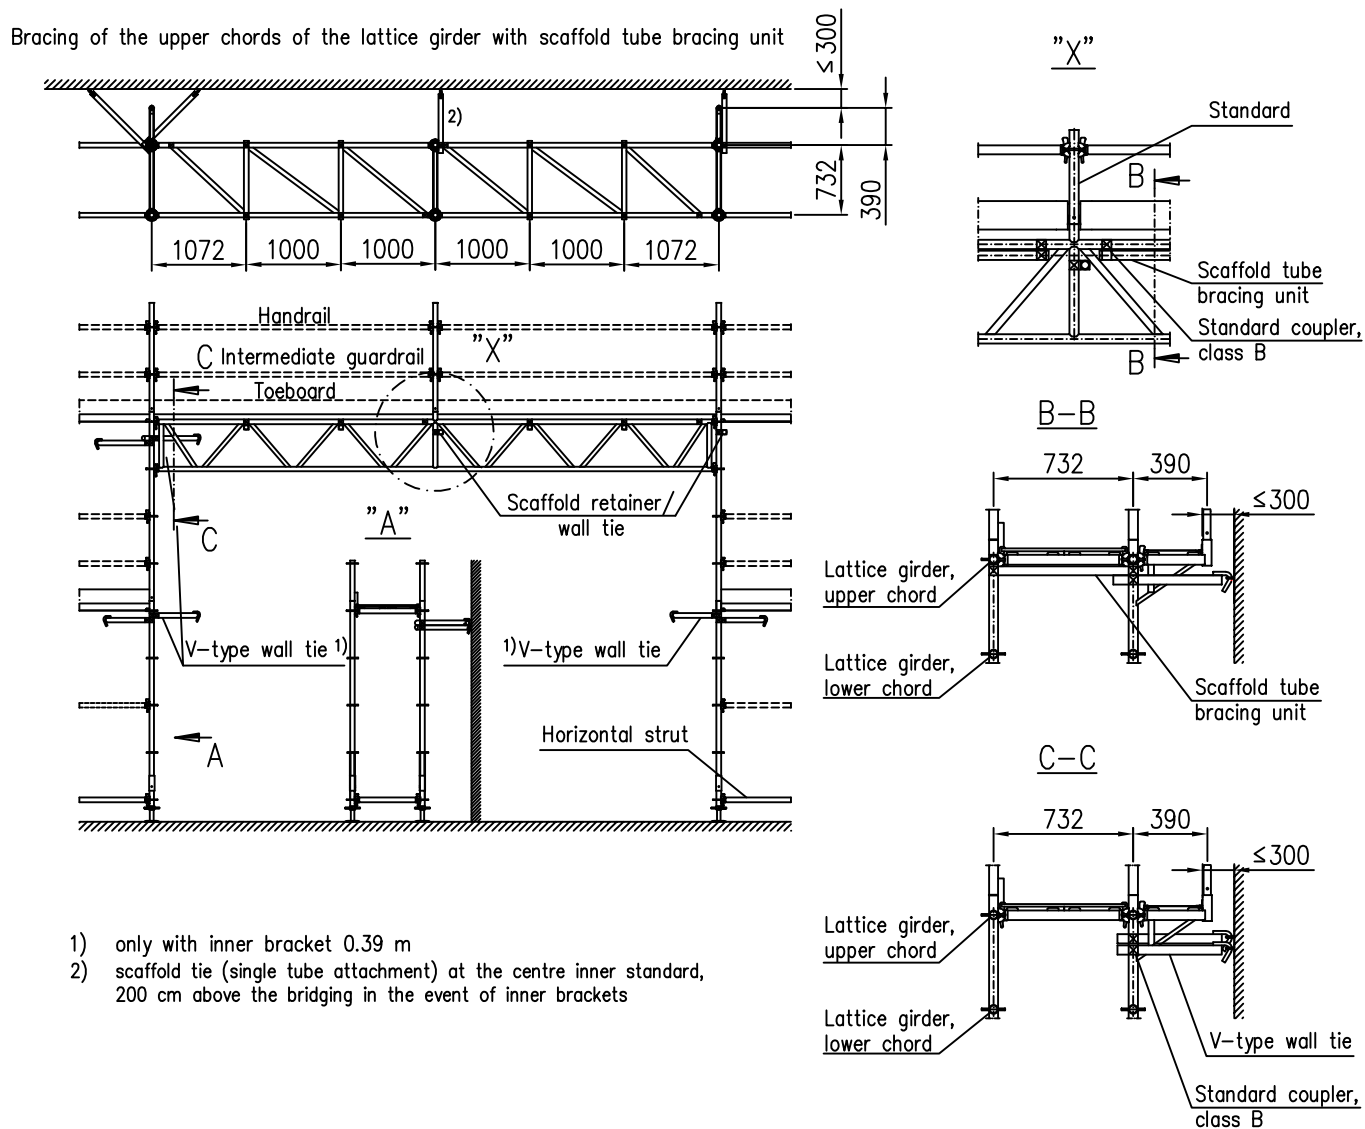 Bracing of the upper chords of the lattice girder with scaffold tube bracing unit
≤300
2)
732
390
1072
1000
1000
1000
1000
1072
Handrail
C
Intermediate guardrail
"X"
Toeboard
C
Scaffold retainer/
wall tie
"A"
V-type wall tie 1)
1)V-type wall tie
Horizontal strut
A
1) only with inner bracket 0.39 m
2) scaffold tie (single tube attachment) at the centre inner standard,
200 cm above the bridging in the event of inner brackets
"X"
Standard
B
Scaffold tube
bracing unit
Standard coupler,
class B
B
B-B
732
390
≤300
Lattice girder,
upper chord
Lattice girder,
lower chord
Scaffold tube
bracing unit
C-C
732
390
≤300
Lattice girder,
upper chord
Lattice girder,
lower chord
V-type wall tie
Standard coupler,
class B